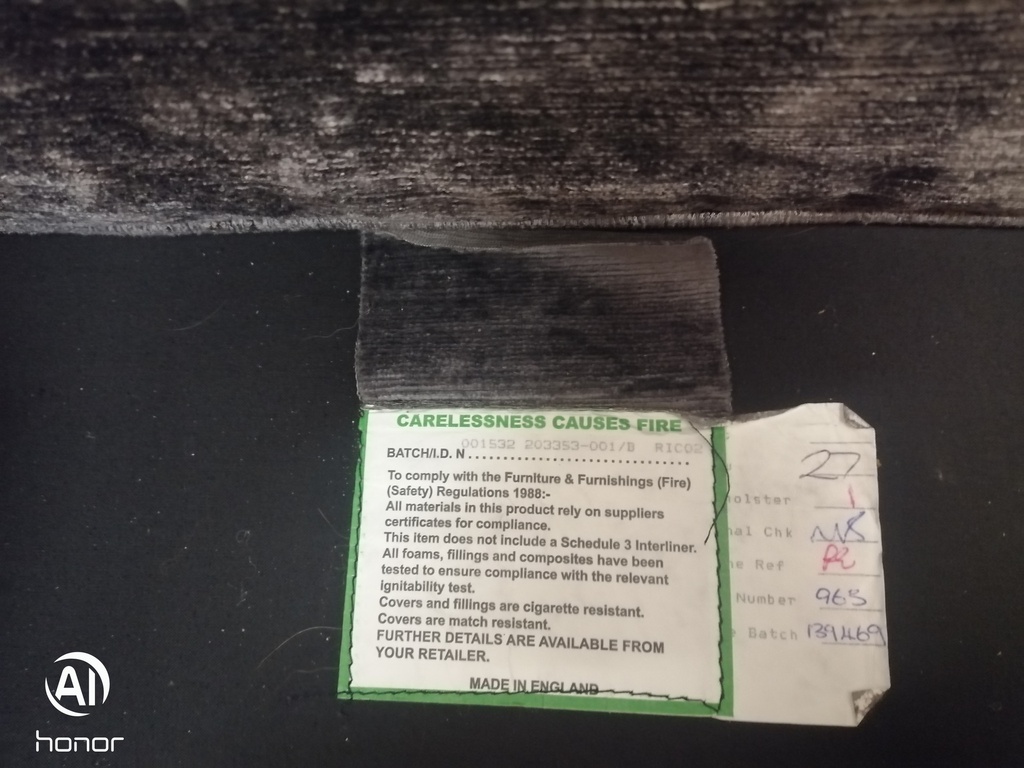 CARELESSNESS CAUSES FIRE
001532 203353-001/B RIC02
BATCH/I.D. N
To comply with the Furniture & Furnishings (Fire)
(Safety) Regulations 1988:-
All materials in this product rely on suppliers
certificates for compliance.
This item does not include a Schedule 3 Interliner.
All foams, fillings and composites have been
tested to ensure compliance with the relevant
ignitability test.
Covers and fillings are cigarette resistant.
Covers are match resistant.
FURTHER DETAILS ARE AVAILABLE FROM
YOUR RETAILER.
MADE IN ENGLAND
27
olster 1
al Chk
e Ref
Number 963
Batch
AI
honor